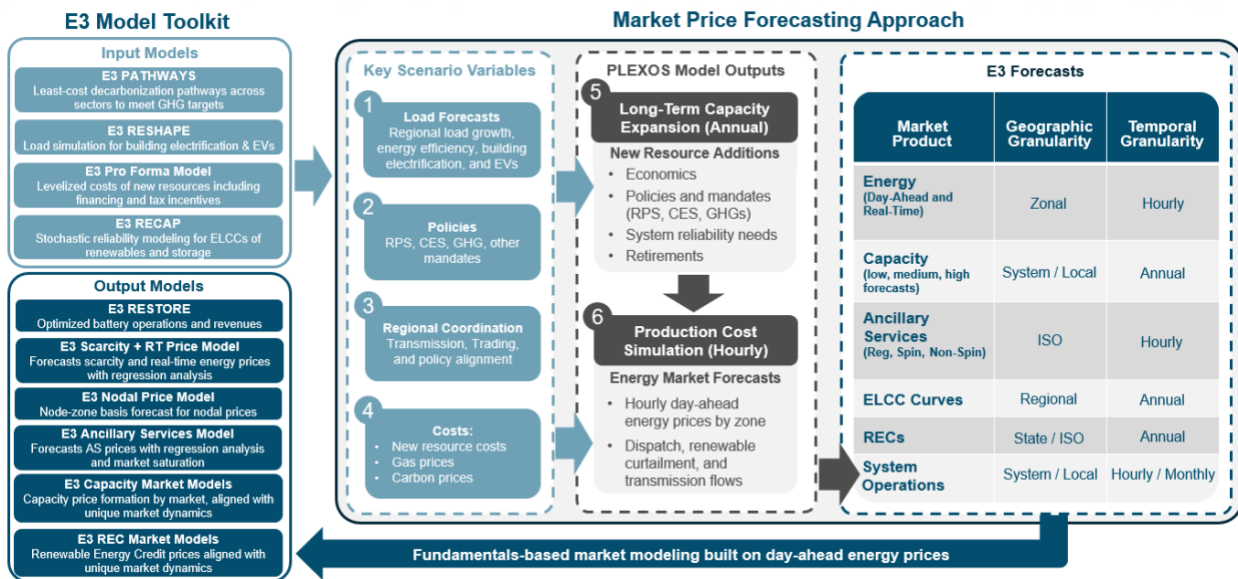 E3 Model Toolkit
Input Models
E3 PATHWAYS
Least-cost decarbonization pathways across
sectors to meet GHG targets
E3 RESHAPE
Load simulation for building electrification & EVs
E3 Pro Forma Model
Levelized costs of new resources including
financing and tax incentives
E3 RECAP
Stochastic reliability modeling for ELCCs of
renewables and storage
Output Models
E3 RESTORE
Optimized battery operations and revenues
E3 Scarcity + RT Price Model
Forecasts scarcity and real-time energy prices
with regression analysis
E3 Nodal Price Model
Node-zone basis forecast for nodal prices
E3 Ancillary Services Model
Forecasts AS prices with regression analysis
and market saturation
E3 Capacity Market Models
Capacity price formation by market, aligned with
unique market dynamics
E3 REC Market Models
Renewable Energy Credit prices aligned with
unique market dynamics
Market Price Forecasting Approach
Key Scenario Variables
1
Load Forecasts
Regional load growth,
energy efficiency, building
electrification, and EVs
2
Policies
RPS, CES, GHG, other
mandates
3
Regional Coordination
Transmission, Trading,
and policy alignment
4
Costs:
• New resource costs
• Gas prices
• Carbon prices
PLEXOS Model Outputs
5
Long-Term Capacity
Expansion (Annual)
New Resource Additions
• Economics
• Policies and mandates
(RPS, CES, GHGs)
• System reliability needs
• Retirements
6
Production Cost
Simulation (Hourly)
Energy Market Forecasts
• Hourly day-ahead
energy prices by zone
• Dispatch, renewable
curtailment, and
transmission flows
E3 Forecasts
Market Product Geographic Granularity Temporal Granularity
Energy
(Day-Ahead and
Real-Time)
Zonal Hourly
Capacity
(low, medium, high
forecasts)
System / Local Annual
Ancillary
Services
(Reg, Spin, Non-Spin)
ISO Hourly
ELCC Curves Regional Annual
RECs State / ISO Annual
System
Operations
System / Local Hourly / Monthly
Fundamentals-based market modeling built on day-ahead energy prices